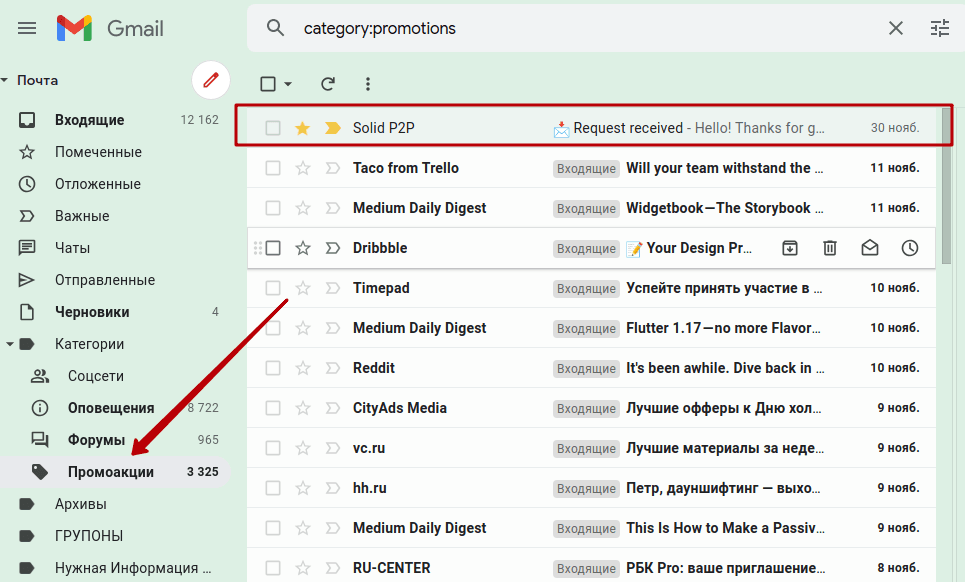 Gmail
category:promotions
Почта
Входящие 12 162
Помеченные
Отложенные
Важные
Чаты
Отправленные
Черновики 4
Категории
Соцсети
Оповещения 8 722
Форумы 965
Промоакции 3 325
Архивы
ГРУПОНЫ
Нужная Информация ...
Solid P2P Request received - Hello! Thanks for g... 30 нояб.
Taco from Trello Входящие Will your team withstand the ... 11 нояб.
Medium Daily Digest Входящие Widgetbook—The Storybook ... 11 нояб.
Dribbble Входящие Your Design Pr...
Timepad Входящие Успейте принять участие в ... 10 нояб.
Medium Daily Digest Входящие Flutter 1.17—no more Flavor... 10 нояб.
Reddit Входящие It's been awhile. Dive back in ... 10 нояб.
CityAds Media Входящие Лучшие офферы к Дню хол... 9 нояб.
vc.ru Входящие Лучшие материалы за неде... 9 нояб.
hh.ru Входящие Петр, дауншифтинг — выхо... 9 нояб.
Medium Daily Digest Входящие This Is How to Make a Passiv... 9 нояб.
RU-CENTER Входящие РБК Pro: ваше приглашение... 8 нояб.